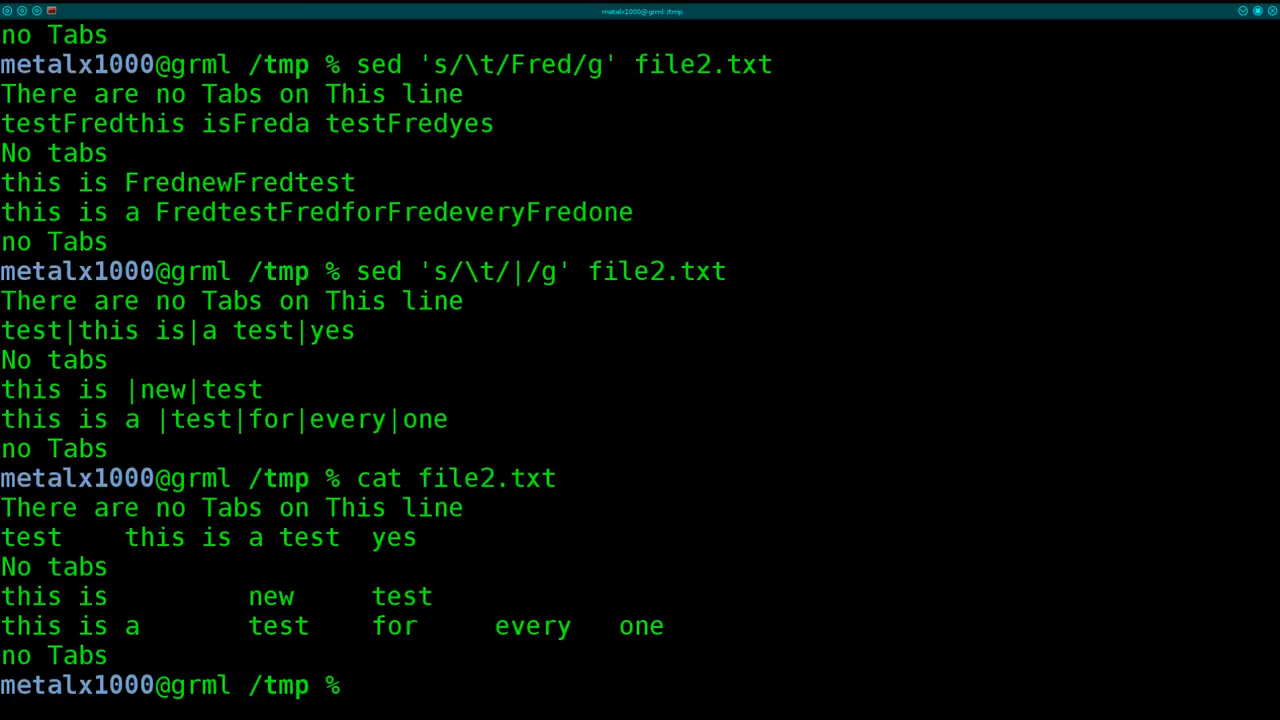 metalx1000@grml /tmp
no Tabs
metalx1000@grml /tmp % sed 's/\t/Fred/g' file2.txt
There are no Tabs on This line
testFredthis isFreda testFredyes
No tabs
this is FrednewFredtest
this is a FredtestFredforFredeveryFredone
no Tabs
metalx1000@grml /tmp % sed 's/\t/|/g' file2.txt
There are no Tabs on This line
test|this is|a test|yes
No tabs
this is |new|test
this is a |test|for|every|one
no Tabs
metalx1000@grml /tmp % cat file2.txt
There are no Tabs on This line
test    this is a test  yes
No tabs
this is         new     test
this is a       test    for     every   one
no Tabs
metalx1000@grml /tmp %